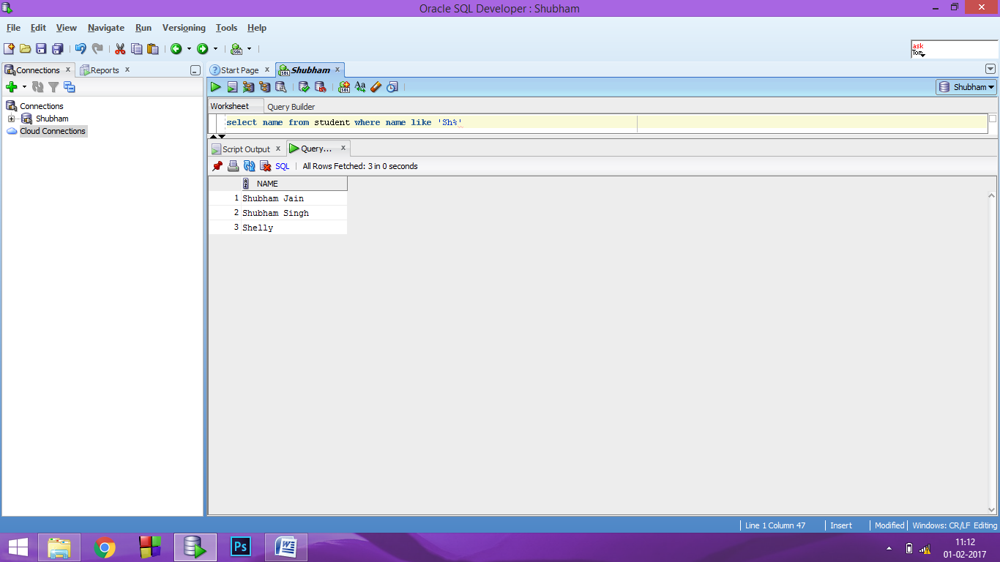 Oracle SQL Developer : Shubham
File Edit View Navigate Run Versioning Tools Help
ask
Tom
Connections x Reports x
Start Page x Shubham x
Shubham
Worksheet Query Builder
Connections
Shubham
Cloud Connections
select name from student where name like 'Sh%'
Script Output x Query... x
SQL All Rows Fetched: 3 in 0 seconds
NAME
1 Shubham Jain
2 Shubham Singh
3 Shelly
Line 1 Column 47 Insert Modified Windows: CR/LF Editing
Ps
W
11:12
01-02-2017